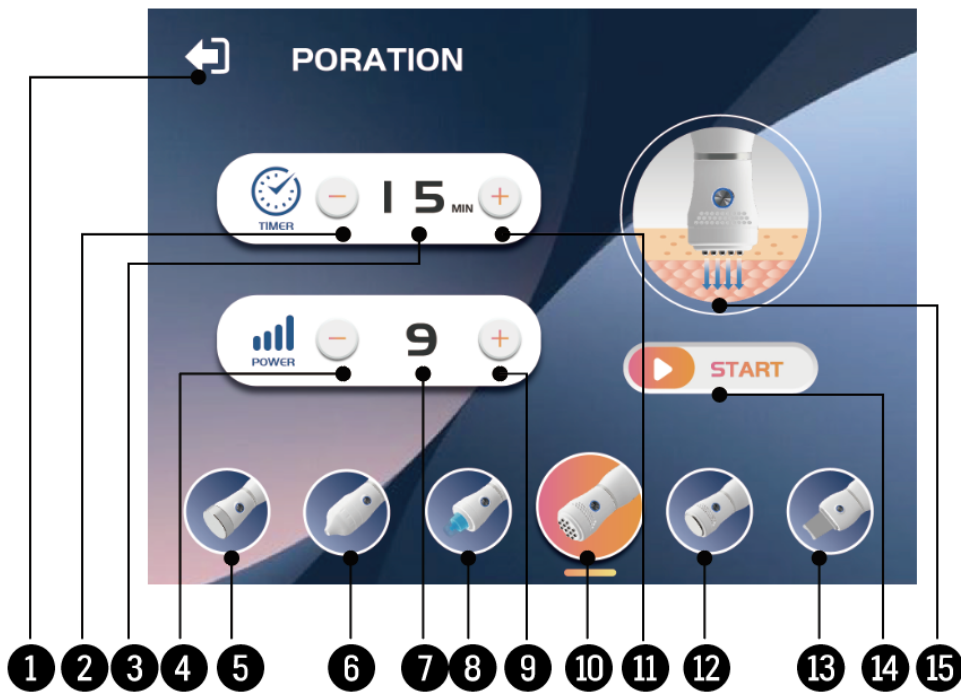 PORATION
TIMER
− 15 MIN +
POWER
− 9 +
START
1 2 3 4 5 6 7 8 9 10 11 12 13 14 15